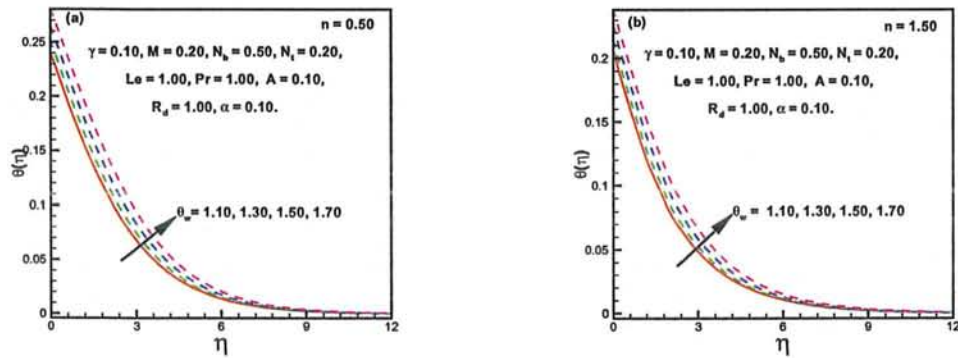 (a)
n = 0.50
γ = 0.10, M = 0.20, N_b = 0.50, N_t = 0.20,
Le = 1.00, Pr = 1.00, A = 0.10,
R_d = 1.00, α = 0.10.
θ_w = 1.10, 1.30, 1.50, 1.70
θ(η)
0.25
0.2
0.15
0.1
0.05
0
0 3 6 9 12
η
(b)
n = 1.50
γ = 0.10, M = 0.20, N_b = 0.50, N_t = 0.20,
Le = 1.00, Pr = 1.00, A = 0.10,
R_d = 1.00, α = 0.10.
θ_w = 1.10, 1.30, 1.50, 1.70
θ(η)
0.2
0.15
0.1
0.05
0
0 3 6 9 12
η